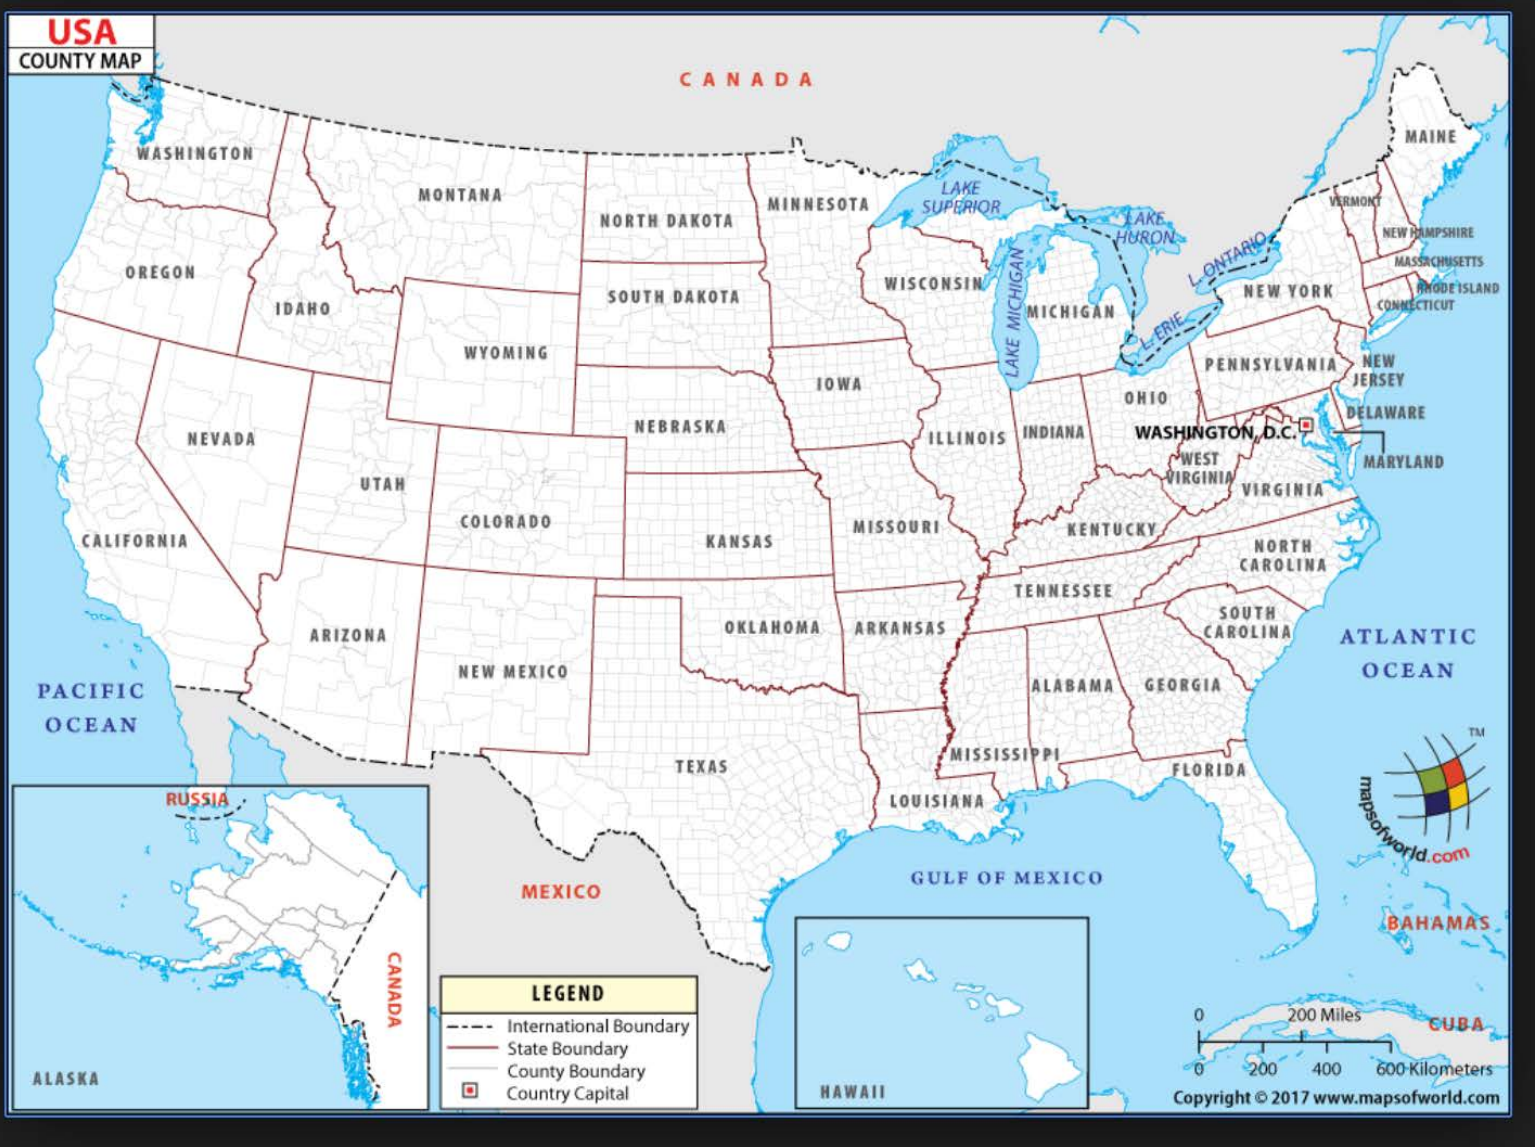 USA
COUNTY MAP
CANADA
WASHINGTON
MONTANA
NORTH DAKOTA
MINNESOTA
LAKE
SUPERIOR
LAKE
HURON
L. ONTARIO
MAINE
VERMONT
NEW HAMPSHIRE
MASSACHUSETTS
RHODE ISLAND
CONNECTICUT
OREGON
IDAHO
SOUTH DAKOTA
WISCONSIN
LAKE MICHIGAN
MICHIGAN
L. ERIE
NEW YORK
WYOMING
IOWA
PENNSYLVANIA
NEW
JERSEY
OHIO
DELAWARE
NEVADA
NEBRASKA
ILLINOIS
INDIANA
WASHINGTON, D.C.
MARYLAND
WEST
VIRGINIA
VIRGINIA
UTAH
COLORADO
CALIFORNIA
KANSAS
MISSOURI
KENTUCKY
NORTH
CAROLINA
TENNESSEE
SOUTH
CAROLINA
ARIZONA
NEW MEXICO
OKLAHOMA
ARKANSAS
ATLANTIC
OCEAN
PACIFIC
OCEAN
ALABAMA
GEORGIA
TEXAS
MISSISSIPPI
FLORIDA
LOUISIANA
TM
mapsofworld.com
RUSSIA
MEXICO
GULF OF MEXICO
BAHAMAS
CANADA
ALASKA
LEGEND
International Boundary
State Boundary
County Boundary
Country Capital
HAWAII
CUBA
0 200 Miles
0 200 400 600 Kilometers
Copyright © 2017 www.mapsofworld.com